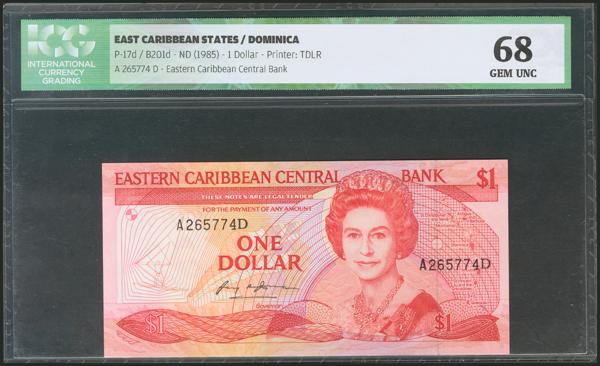 ICG
INTERNATIONAL
CURRENCY
GRADING
EAST CARIBBEAN STATES / DOMINICA
P-17d / B201d - ND (1985) - 1 Dollar - Printer: TDLR
A 265774 D - Eastern Caribbean Central Bank
68
GEM UNC
EASTERN CARIBBEAN CENTRAL BANK $1
THESE NOTES ARE LEGAL TENDER
FOR THE PAYMENT OF ANY AMOUNT
A265774D
ONE
DOLLAR
A265774D
GOVERNOR
$1 $1